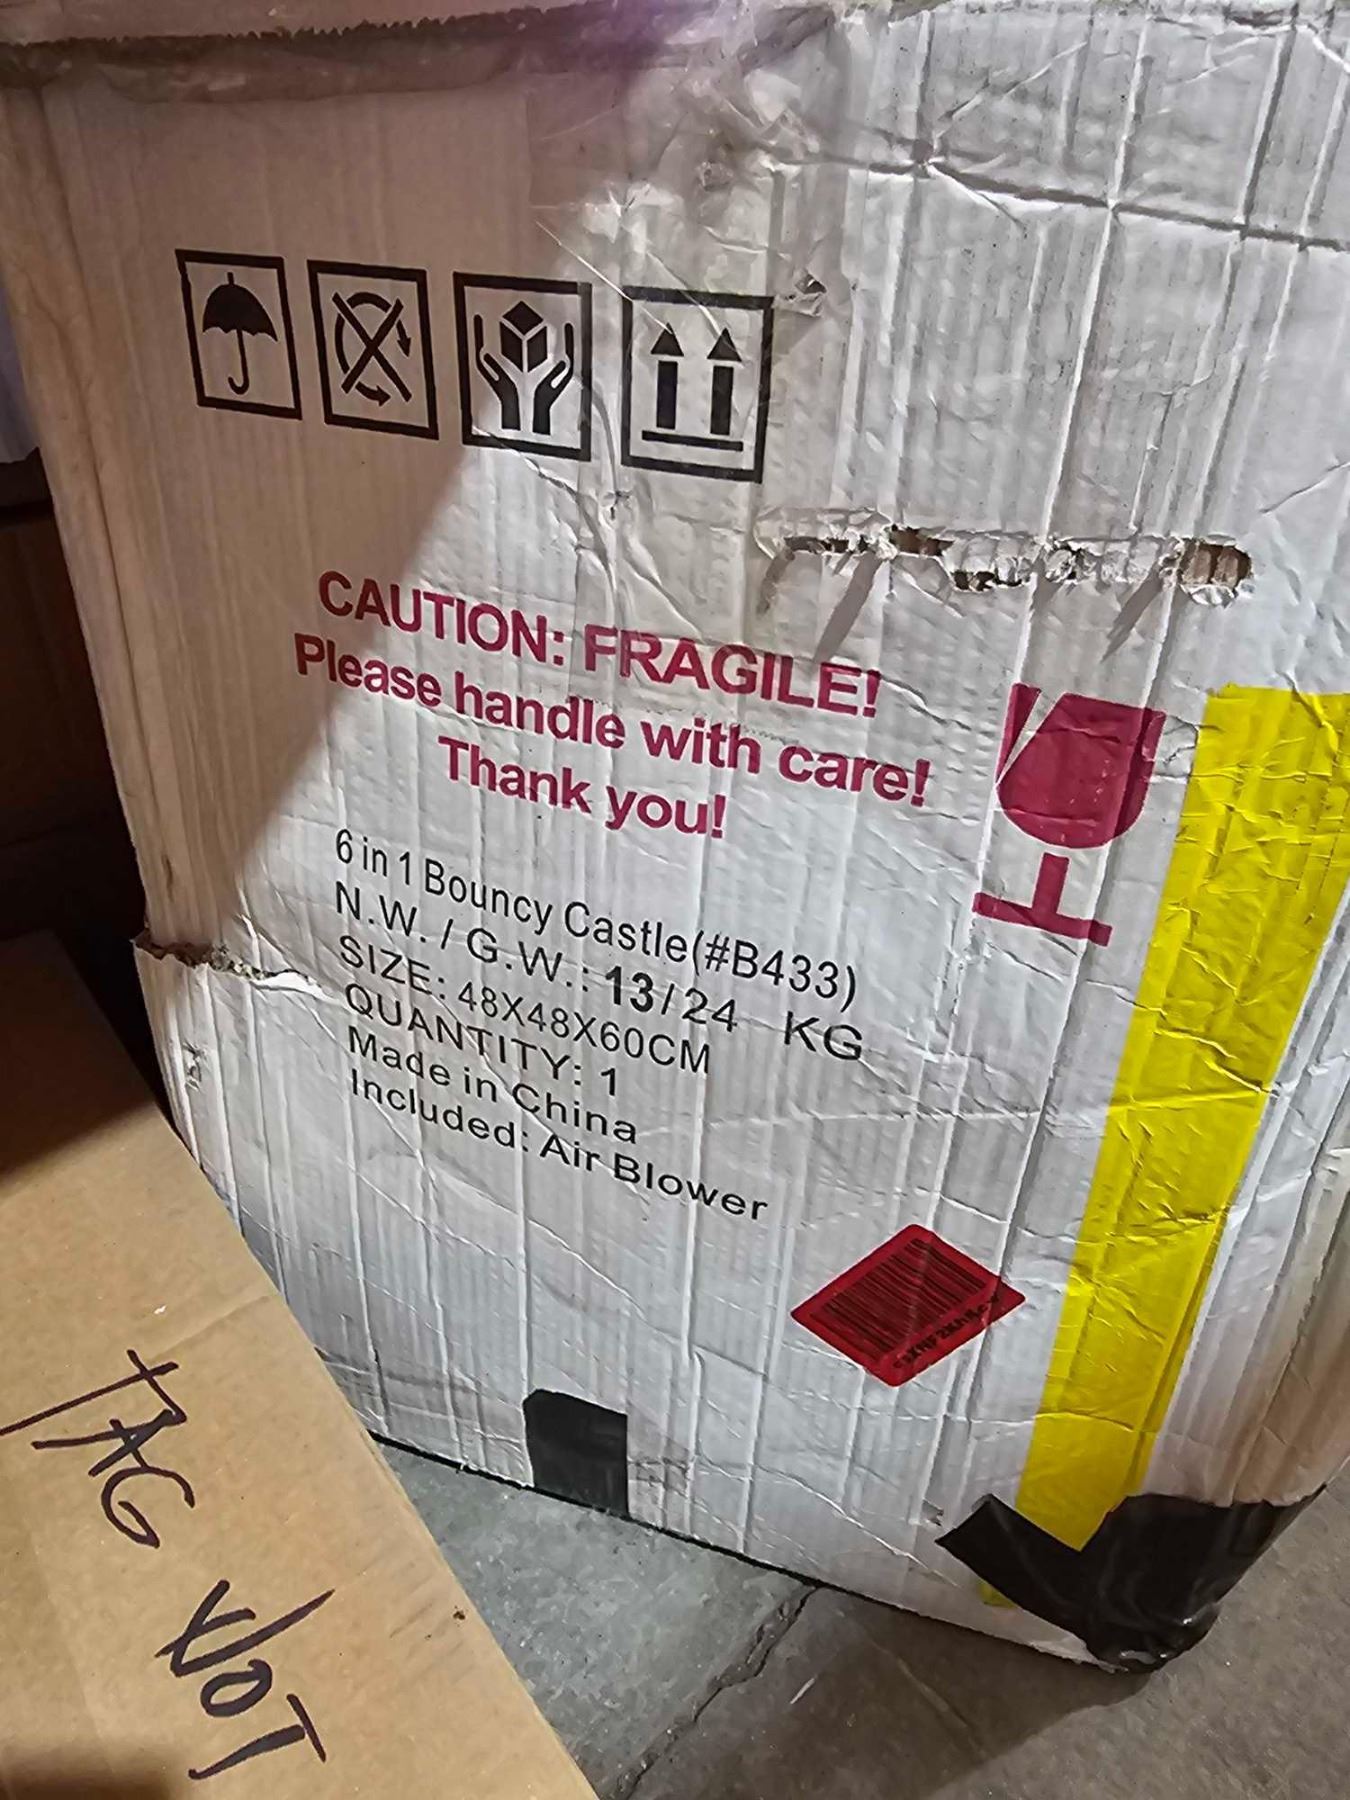 CAUTION: FRAGILE!
Please handle with care!
Thank you!
6 in 1 Bouncy Castle(#B433)
N.W. / G.W.: 13/24 KG
SIZE: 48X48X60CM
QUANTITY: 1
Made in China
Included: Air Blower
TAG NOT